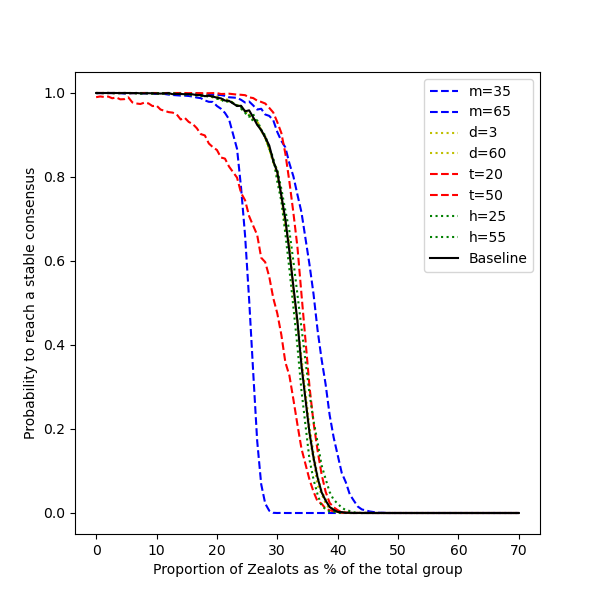 1.0
0.8
0.6
0.4
0.2
0.0
Probability to reach a stable consensus
m=35
m=65
d=3
d=60
t=20
t=50
h=25
h=55
Baseline
0 10 20 30 40 50 60 70
Proportion of Zealots as % of the total group